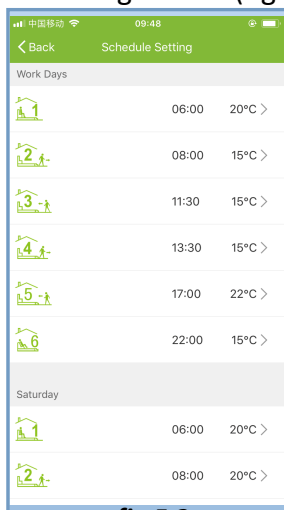 中国移动 09:48
Back Schedule Setting
Work Days
1 06:00 20°C
2 08:00 15°C
3 11:30 15°C
4 13:30 15°C
5 17:00 22°C
6 22:00 15°C
Saturday
1 06:00 20°C
2 08:00 20°C